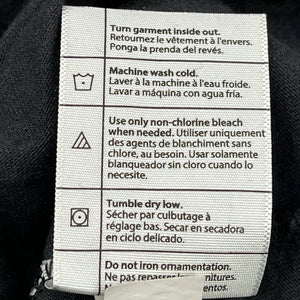 Turn garment inside out.
Retournez le vêtement à l'envers.
Ponga la prenda del revés.
Machine wash cold.
Laver à la machine à l'eau froide.
Lavar a máquina con agua fría.
Use only non-chlorine bleach
when needed. Utiliser uniquement
des agents de blanchiment sans
chlore, au besoin. Usar solamente
blanqueador sin cloro cuando lo
necesite.
Tumble dry low.
Sécher par culbutage à
réglage bas. Secar en secadora
en ciclo delicado.
Do not iron ornamentation.
Ne pas repasser